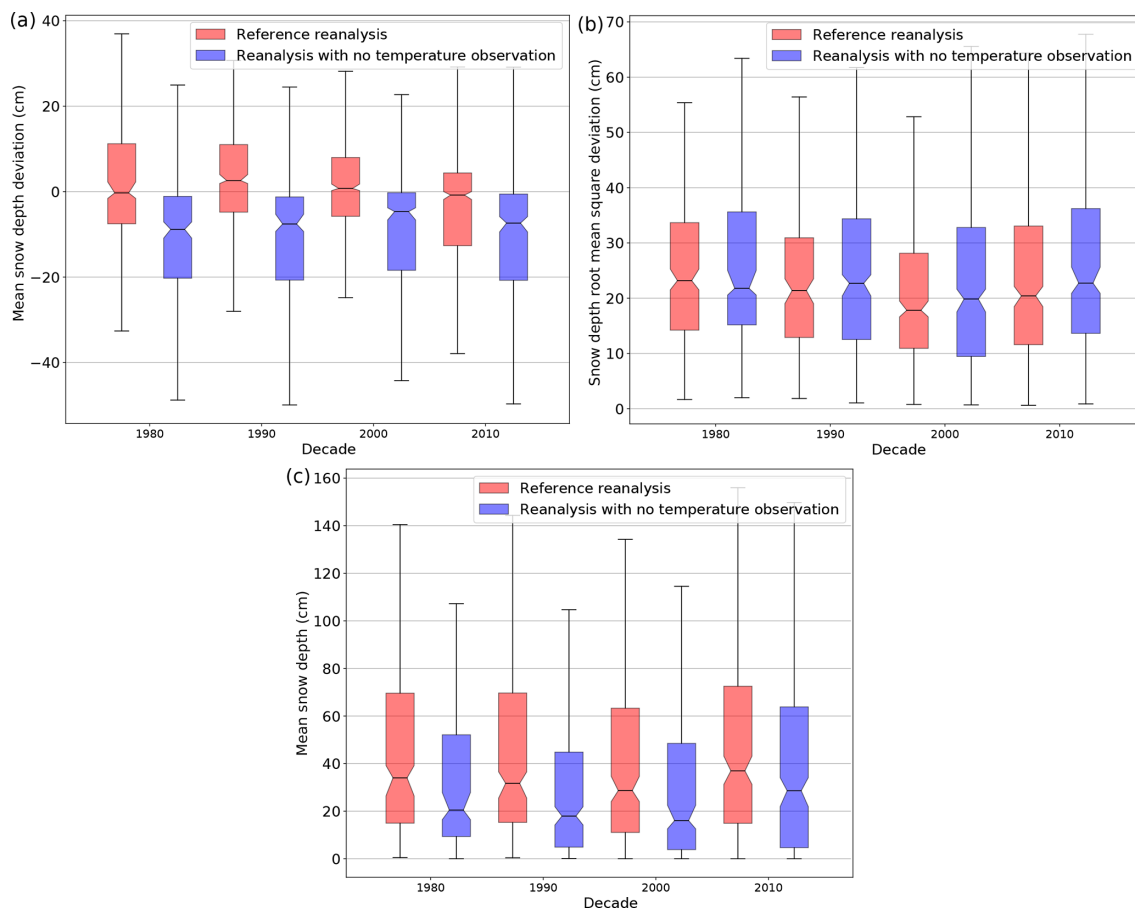 (a)
Mean snow depth deviation (cm)
40
20
0
−20
−40
Reference reanalysis
Reanalysis with no temperature observation
1980
1990
2000
2010
Decade
(b)
Snow depth root mean square deviation (cm)
70
60
50
40
30
20
10
0
Reference reanalysis
Reanalysis with no temperature observation
1980
1990
2000
2010
Decade
(c)
Mean snow depth (cm)
160
140
120
100
80
60
40
20
0
Reference reanalysis
Reanalysis with no temperature observation
1980
1990
2000
2010
Decade